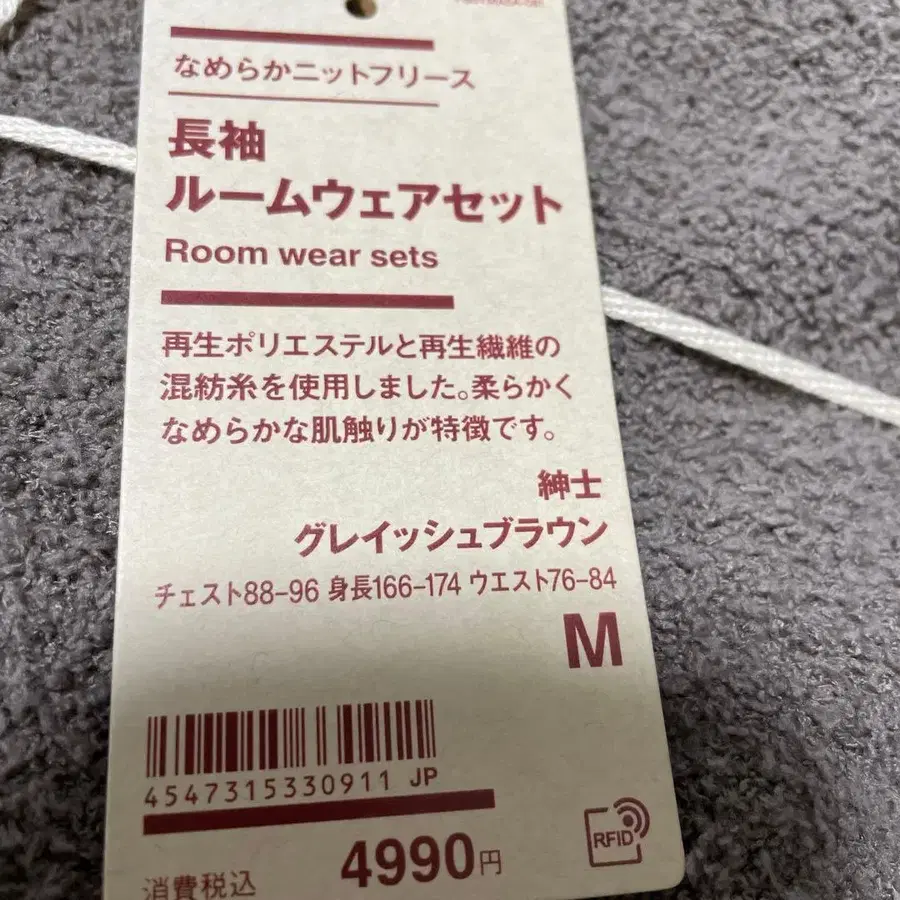 なめらかニットフリース
長袖
ルームウェアセット
Room wear sets
再生ポリエステルと再生繊維の
混紡糸を使用しました。柔らかく
なめらかな肌触りが特徴です。
紳士
グレイッシュブラウン
チェスト88-96 身長166-174 ウエスト76-84
M
4547315330911 JP
消費税込 4990円
RFID